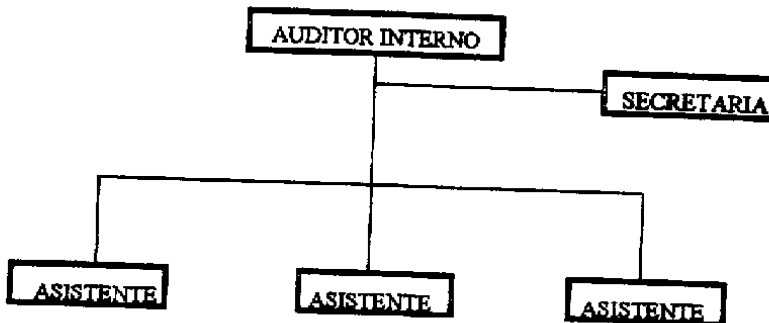 AUDITOR INTERNO
SECRETARIA
ASISTENTE
ASISTENTE
ASISTENTE